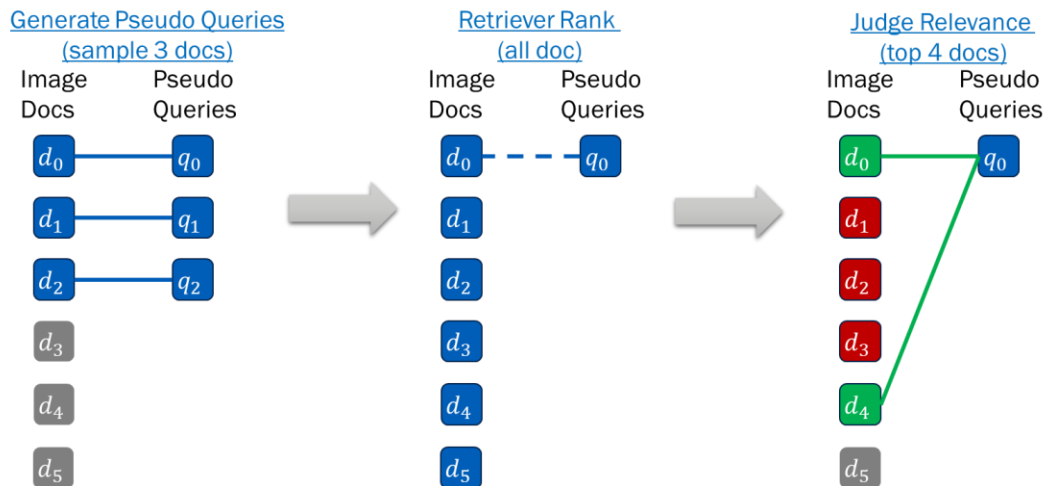 Generate Pseudo Queries
(sample 3 docs)
Image Docs
Pseudo Queries
d₀ q₀
d₁ q₁
d₂ q₂
d₃
d₄
d₅
Retriever Rank
(all doc)
Image Docs
Pseudo Queries
d₀ q₀
d₁
d₂
d₃
d₄
d₅
Judge Relevance
(top 4 docs)
Image Docs
Pseudo Queries
d₀ q₀
d₁
d₂
d₃
d₄
d₅